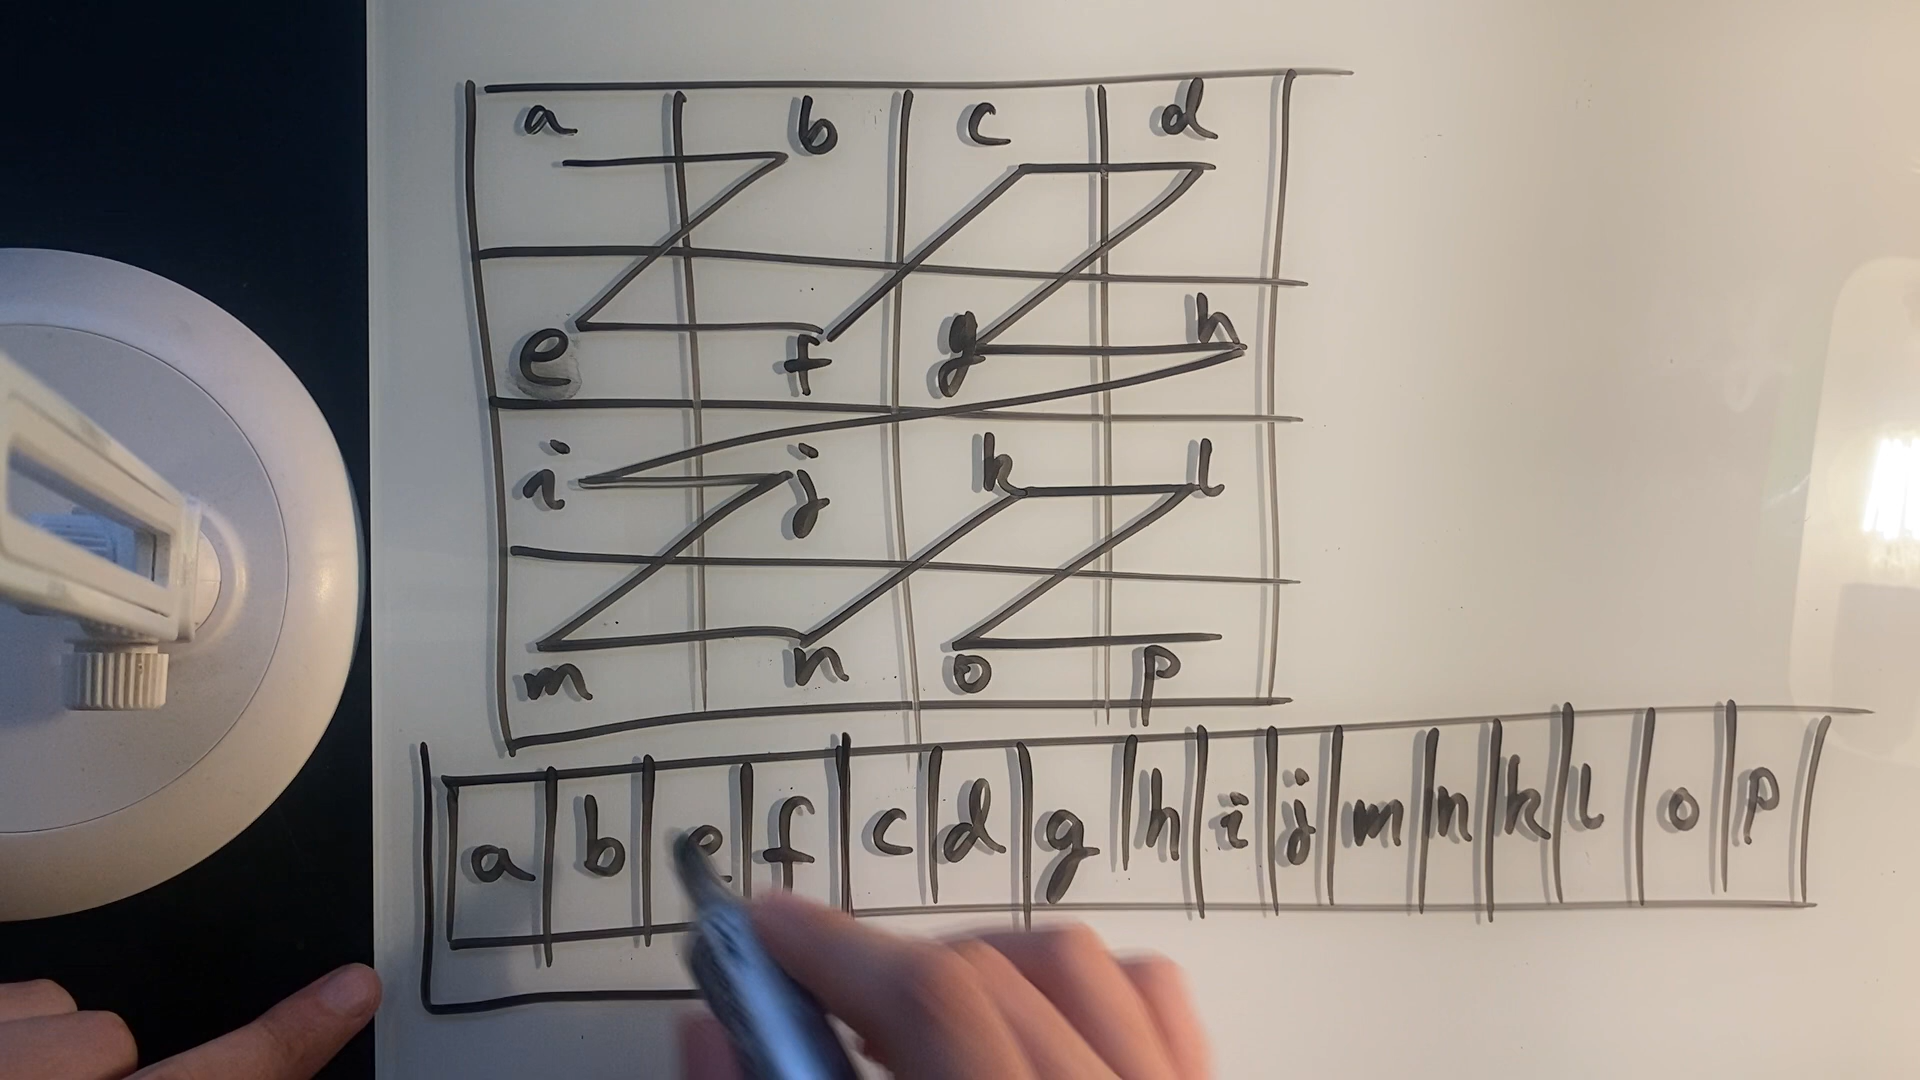 a b c d
e f g h
i j k l
m n o p
a b e f c d g h i j m n k l o p